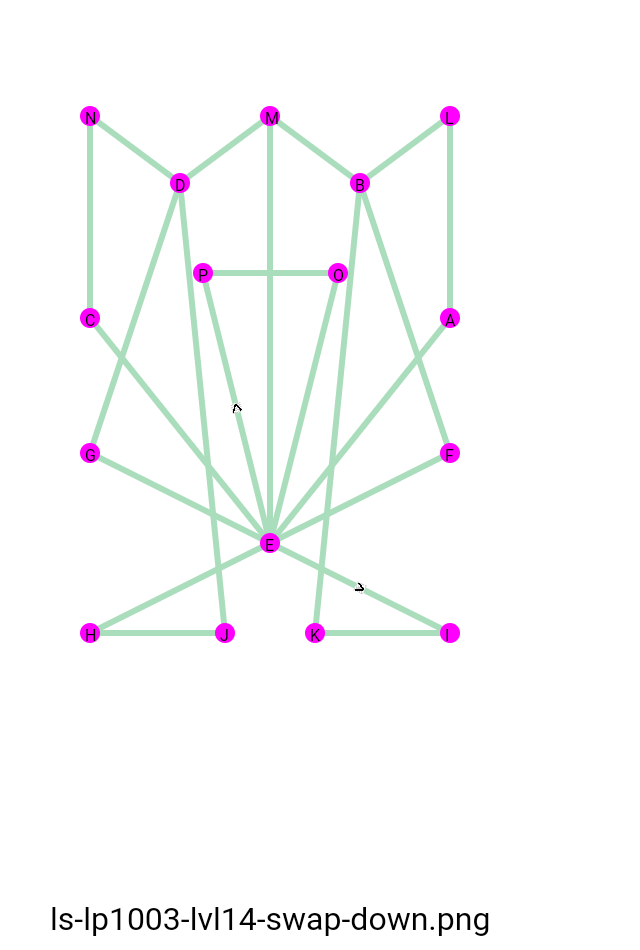 N M L
D B
P O
C A
G F
E
H J K I
ls-lp1003-lvl14-swap-down.png